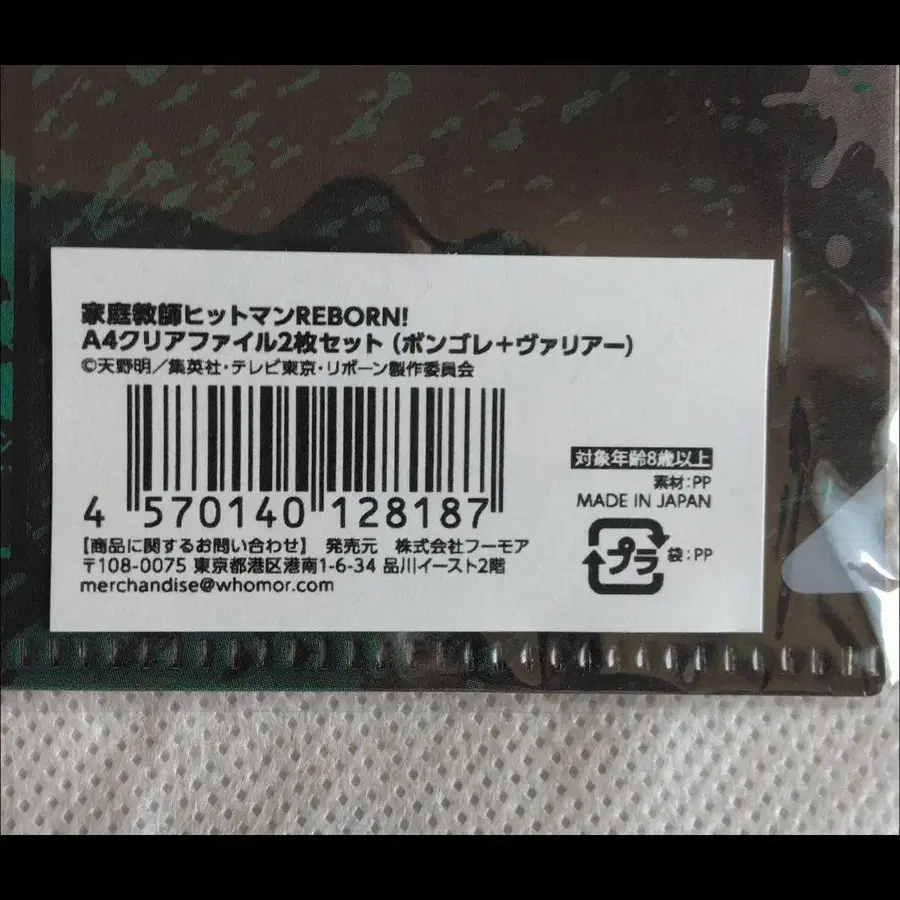 家庭教師ヒットマンREBORN!
A4クリアファイル2枚セット (ボンゴレ+ヴァリアー)
©天野明/集英社・テレビ東京・リボーン製作委員会
4 570140 128187
対象年齢8歳以上
素材:PP
MADE IN JAPAN
プラ 袋:PP
【商品に関するお問い合わせ】 発売元 株式会社フーモア
〒108-0075 東京都港区港南1-6-34 品川イースト2階
merchandise@whomor.com